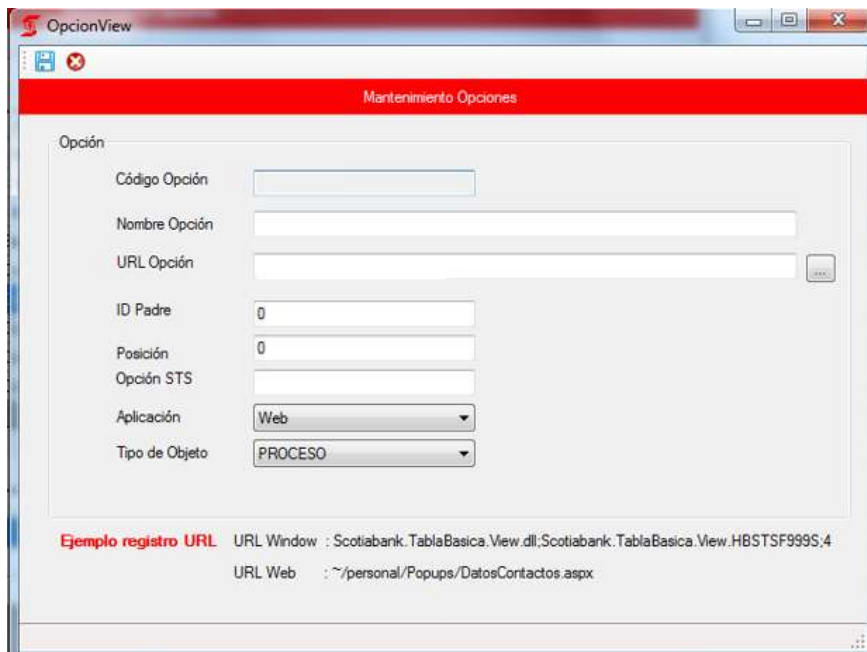 OpcionView
Mantenimiento Opciones
Opción
Código Opción
Nombre Opción
URL Opción
...
ID Padre 0
Posición 0
Opción STS
Aplicación Web
Tipo de Objeto PROCESO
Ejemplo registro URL URL Window : Scotiabank.TablaBasica.View.dll;Scotiabank.TablaBasica.View.HBSTSF999S;4
URL Web : ~/personal/Popups/DatosContactos.aspx